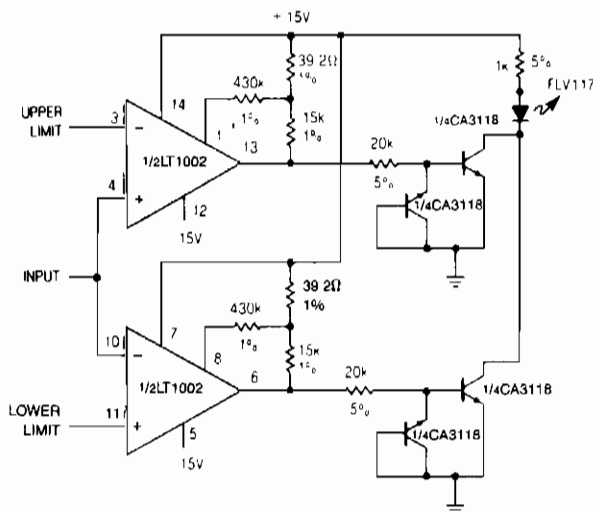 + 15V
39.2Ω
1%
430k
1%
15k
1%
1k
5%
FLV117
UPPER
LIMIT
3
−
14
1
1/2LT1002
13
4
+
12
15V
20k
5%
1/4CA3118
1/4CA3118
INPUT
7
39.2Ω
1%
430k
1%
15k
1%
10
−
8
1/2LT1002
6
LOWER
LIMIT
11
+
5
15V
20k
5%
1/4CA3118
1/4CA3118